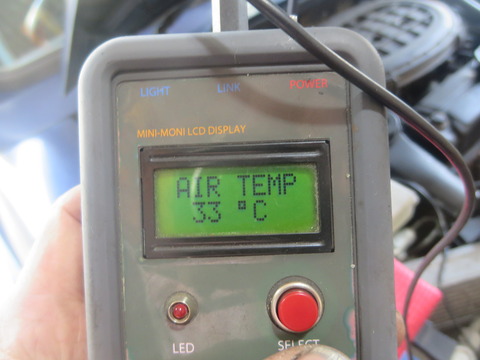 LIGHT LINK POWER
MINI-MONI LCD DISPLAY
AIR TEMP
33 °C
LED SELECT